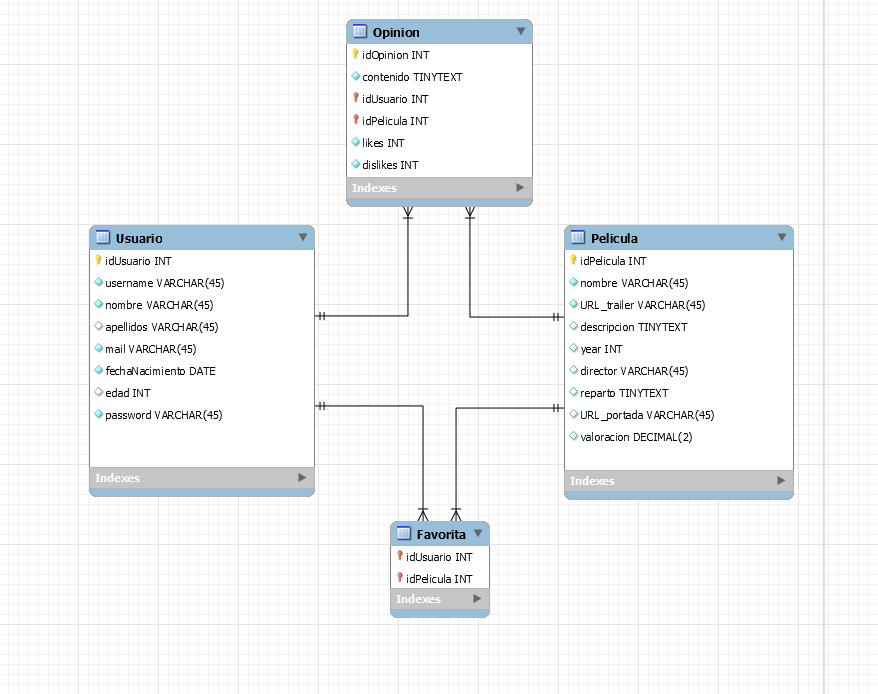 Opinion
idOpinion INT
contenido TINYTEXT
idUsuario INT
idPelicula INT
likes INT
dislikes INT
Indexes
Usuario
idUsuario INT
username VARCHAR(45)
nombre VARCHAR(45)
apellidos VARCHAR(45)
mail VARCHAR(45)
fechaNacimiento DATE
edad INT
password VARCHAR(45)
Indexes
Pelicula
idPelicula INT
nombre VARCHAR(45)
URL_trailer VARCHAR(45)
descripcion TINYTEXT
year INT
director VARCHAR(45)
reparto TINYTEXT
URL_portada VARCHAR(45)
valoracion DECIMAL(2)
Indexes
Favorita
idUsuario INT
idPelicula INT
Indexes